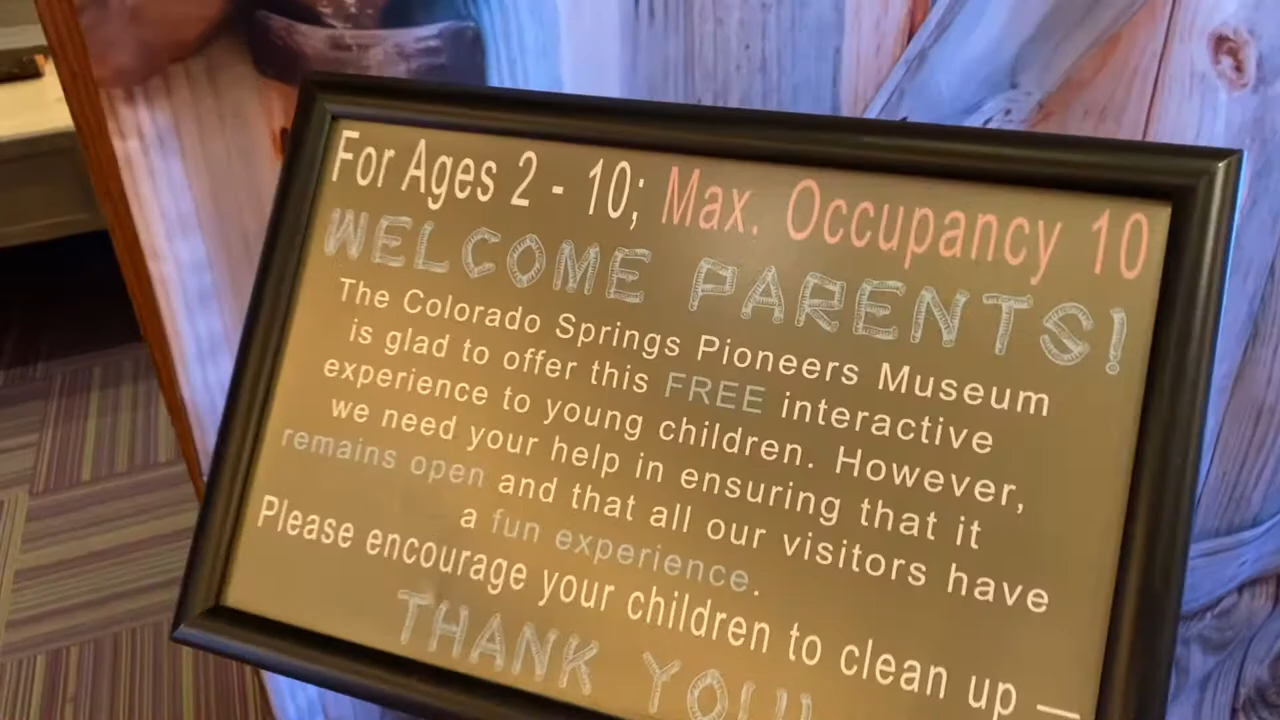 For Ages 2 - 10; Max. Occupancy 10
WELCOME PARENTS!
The Colorado Springs Pioneers Museum
is glad to offer this FREE interactive
experience to young children. However,
we need your help in ensuring that it
remains open and that all our visitors have
a fun experience.
Please encourage your children to clean up —
THANK YOU!